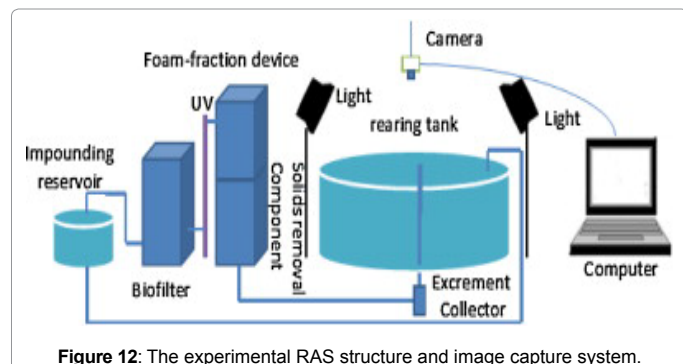 Camera
Foam-fraction device
UV
Light
Light
rearing tank
Impounding
reservoir
Solids removal
Component
Biofilter
Excrement
Collector
Computer
Figure 12: The experimental RAS structure and image capture system.